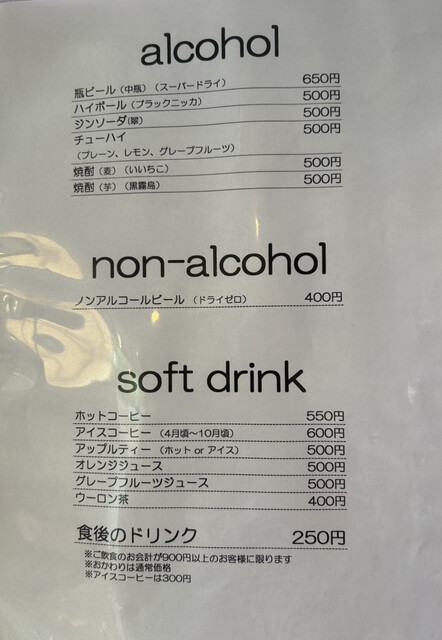 alcohol
瓶ビール（中瓶）（スーパードライ） 650円
ハイボール（ブラックニッカ） 500円
ジンソーダ(翠) 500円
チューハイ 500円
（プレーン、レモン、グレープフルーツ）
焼酎（麦）（いいちこ） 500円
焼酎（芋）（黒霧島） 500円
non-alcohol
ノンアルコールビール （ドライゼロ） 400円
soft drink
ホットコーヒー 550円
アイスコーヒー （4月頃～10月頃） 600円
アップルティー（ホット or アイス） 500円
オレンジジュース 500円
グレープフルーツジュース 500円
ウーロン茶 400円
食後のドリンク 250円
※ご飲食のお会計が900円以上のお客様に限ります
※おかわりは通常価格
※アイスコーヒーは300円